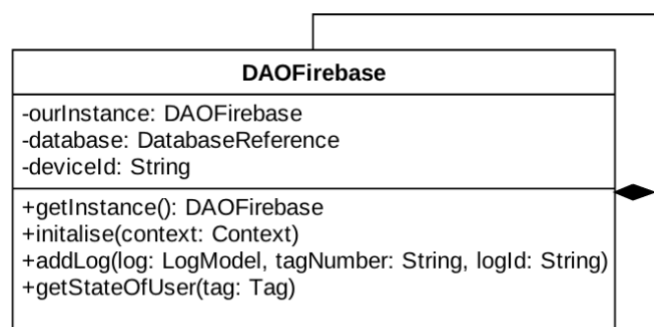 DAOFirebase
-ourInstance: DAOFirebase
-database: DatabaseReference
-deviceId: String
+getInstance(): DAOFirebase
+initalise(context: Context)
+addLog(log: LogModel, tagNumber: String, logId: String)
+getStateOfUser(tag: Tag)